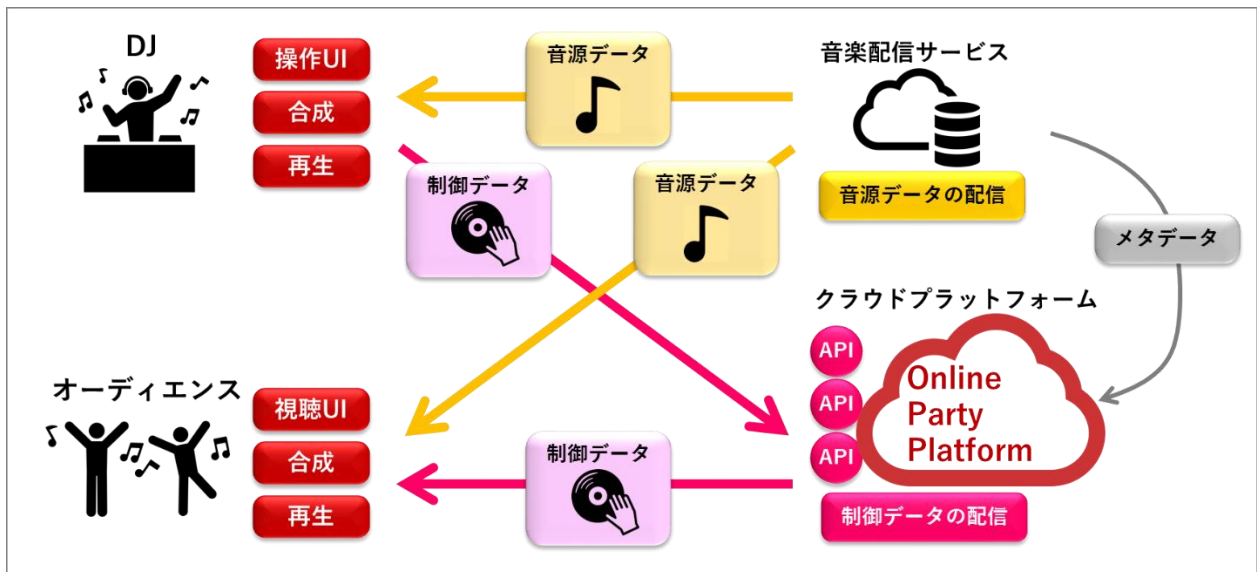 DJ
操作UI
合成
再生
音源データ
音楽配信サービス
音源データの配信
制御データ
音源データ
メタデータ
クラウドプラットフォーム
API
API
API
Online
Party
Platform
制御データの配信
オーディエンス
視聴UI
合成
再生
制御データ